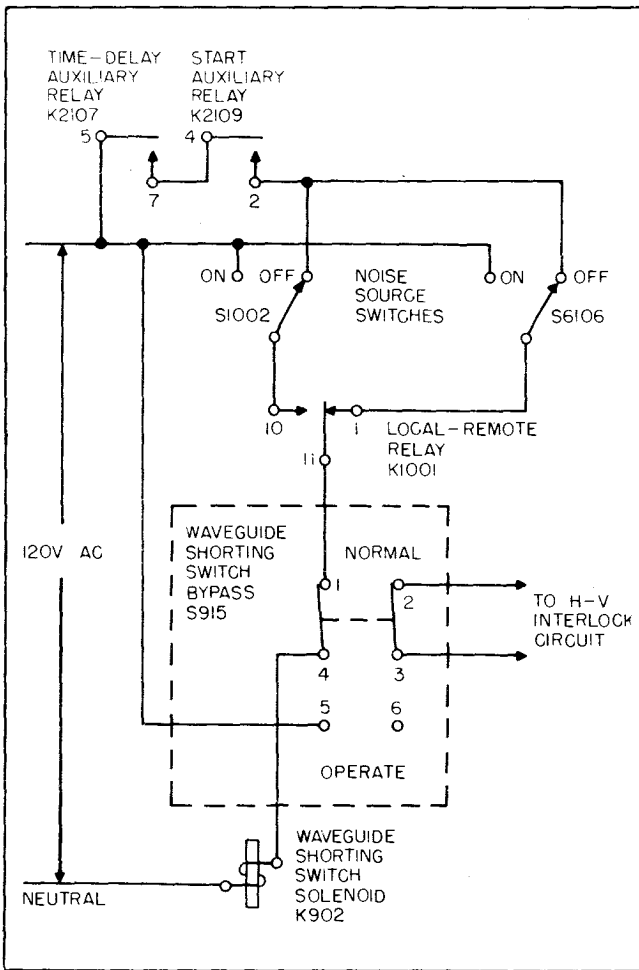 TIME-DELAY
AUXILIARY
RELAY
K2107
START
AUXILIARY
RELAY
K2109
5
4
7
2
ON
OFF
S1002
NOISE
SOURCE
SWITCHES
ON
OFF
S6106
10
1
LOCAL-REMOTE
RELAY
K1001
11
120V AC
WAVEGUIDE
SHORTING
SWITCH
BYPASS
S915
NORMAL
1
2
TO H-V
INTERLOCK
CIRCUIT
4
3
5
6
OPERATE
WAVEGUIDE
SHORTING
SWITCH
SOLENOID
K902
NEUTRAL